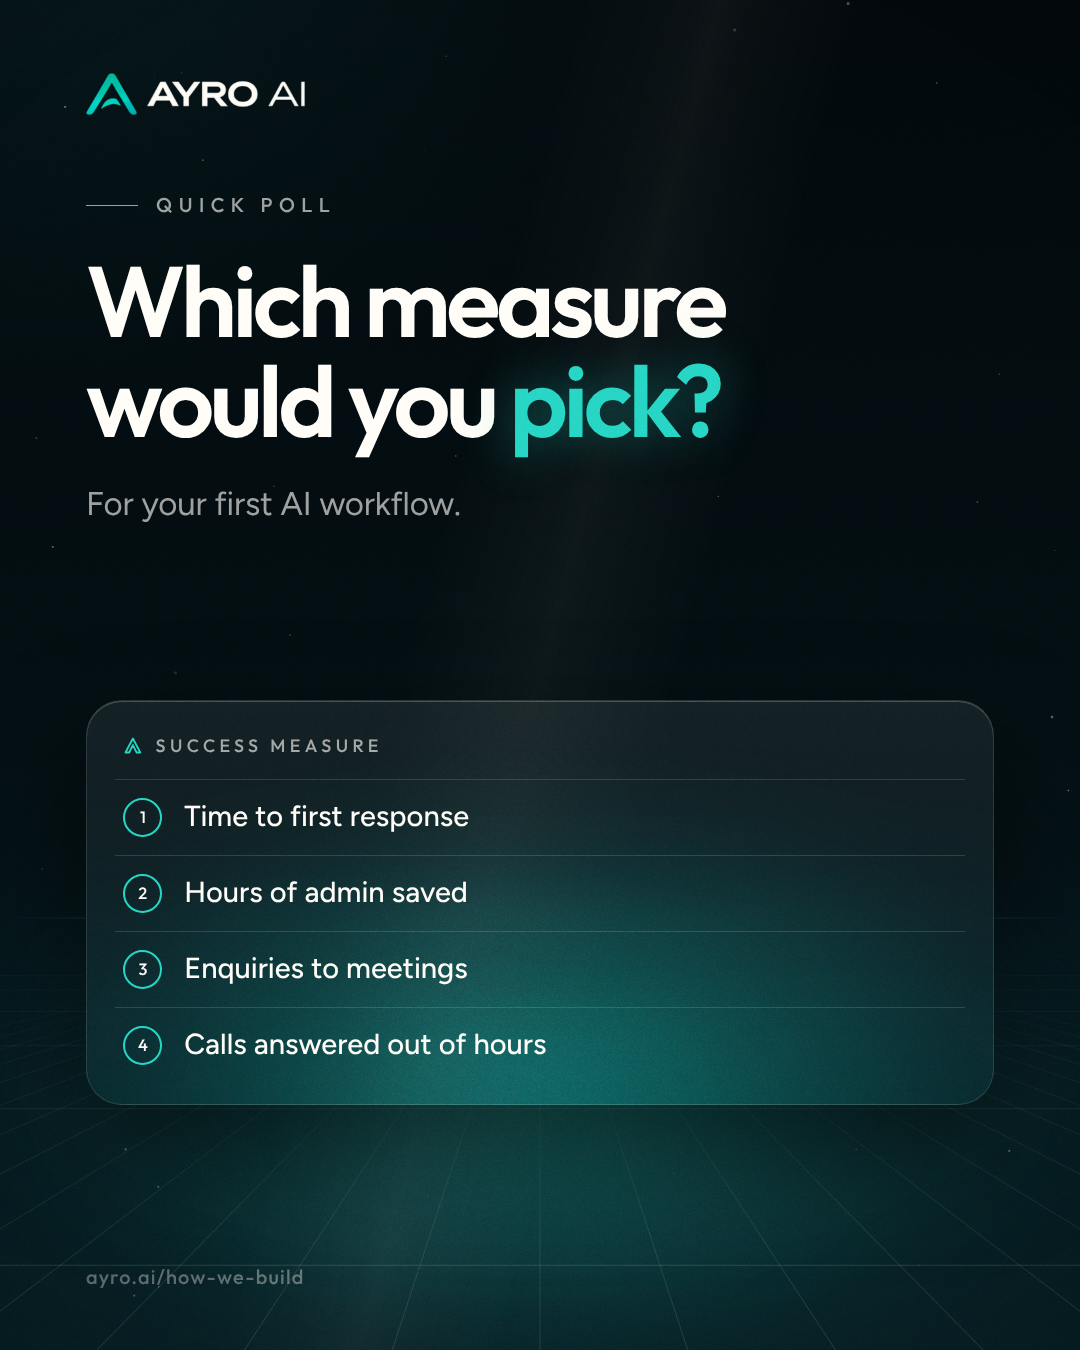 AYRO AI
QUICK POLL
Which measure
would you pick?
For your first AI workflow.
SUCCESS MEASURE
1 Time to first response
2 Hours of admin saved
3 Enquiries to meetings
4 Calls answered out of hours
ayro.ai/how-we-build